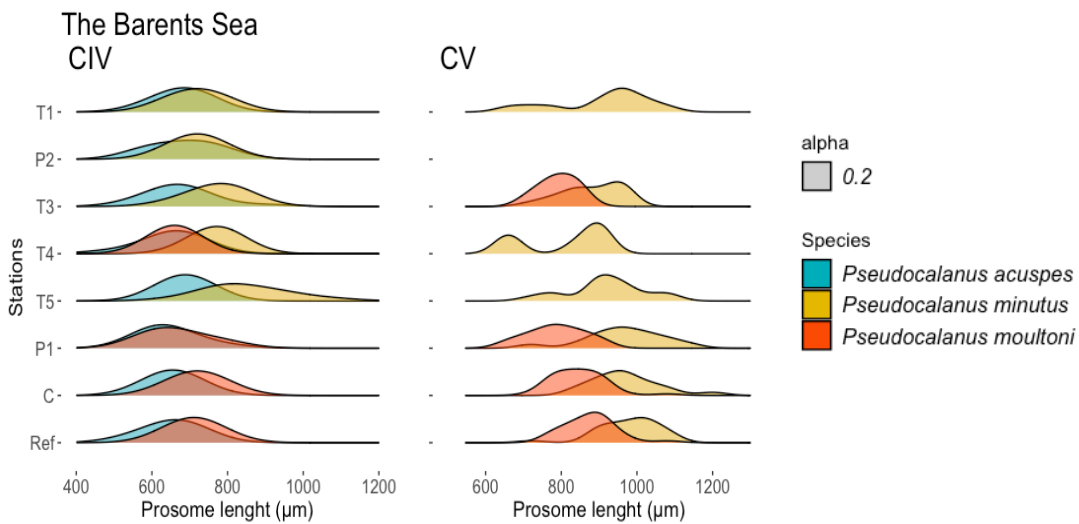 The Barents Sea
CIV
CV
Stations
T1
P2
T3
T4
T5
P1
C
Ref
400 600 800 1000 1200
Prosome lenght (µm)
600 800 1000 1200
Prosome lenght (µm)
alpha
0.2
Species
Pseudocalanus acuspes
Pseudocalanus minutus
Pseudocalanus moultoni